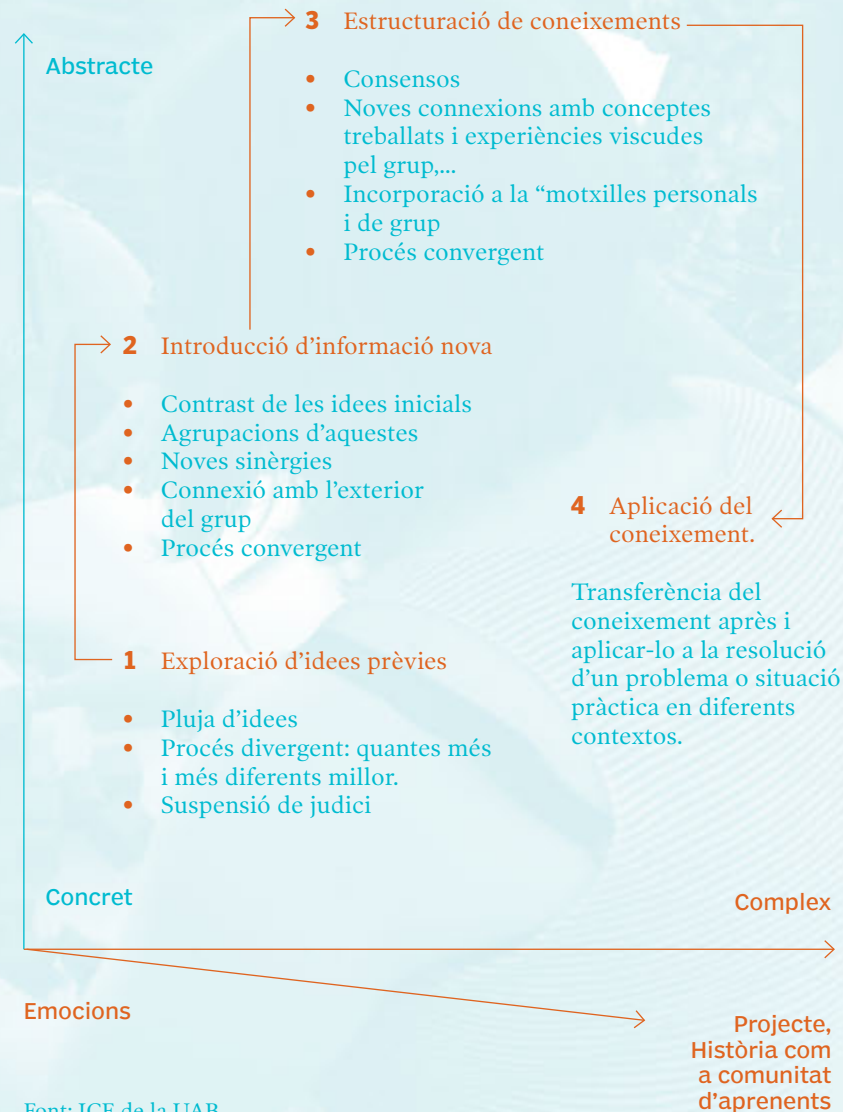 3 Estructuració de coneixements
Abstracte
• Consensos
• Noves connexions amb conceptes
treballats i experiències viscudes
pel grup,...
• Incorporació a la “motxilles personals
i de grup
• Procés convergent
2 Introducció d’informació nova
• Contrast de les idees inicials
• Agrupacions d’aquestes
• Noves sinèrgies
• Connexió amb l’exterior
del grup
• Procés convergent
4 Aplicació del
coneixement.
Transferència del
coneixement après i
aplicar-lo a la resolució
d’un problema o situació
pràctica en diferents
contextos.
1 Exploració d’idees prèvies
• Pluja d’idees
• Procés divergent: quantes més
i més diferents millor.
• Suspensió de judici
Concret
Complex
Emocions
Projecte,
Història com
a comunitat
d’aprenents
Font: ICE de la UAB